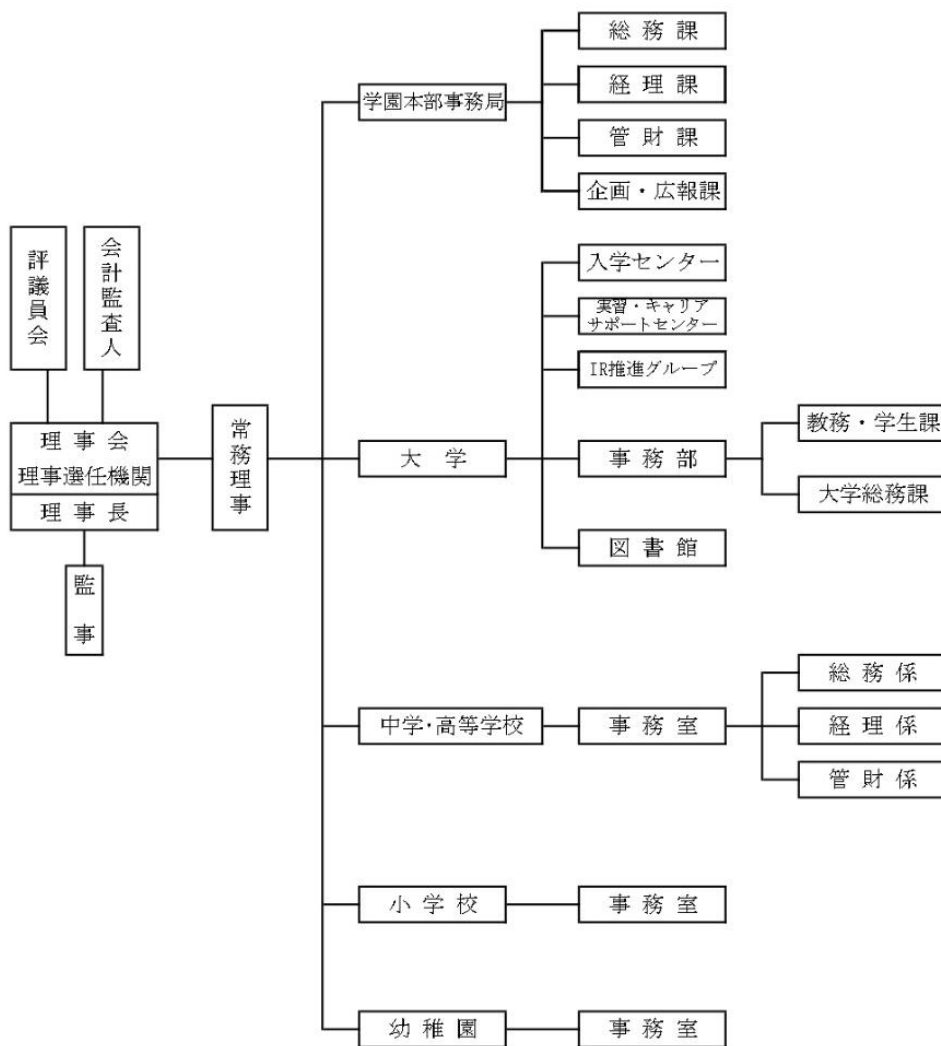 総務課
経理課
学園本部事務局
管財課
企画・広報課
評議員会
会計監査人
理事会
理事選任機関
理事長
監事
常務理事
入学センター
実習・キャリア
サポートセンター
IR推進グループ
大学
事務部
教務・学生課
大学総務課
図書館
中学・高等学校
事務室
総務係
経理係
管財係
小学校
事務室
幼稚園
事務室